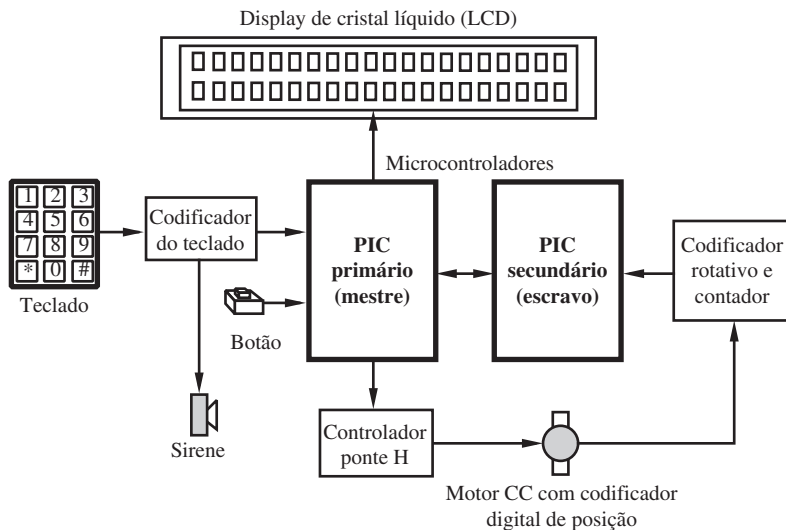 Display de cristal líquido (LCD)
Microcontroladores
1 2 3
4 5 6
7 8 9
* 0 #
Teclado
Codificador
do teclado
PIC
primário
(mestre)
PIC
secundário
(escravo)
Codificador
rotativo e
contador
Botão
Sirene
Controlador
ponte H
Motor CC com codificador
digital de posição